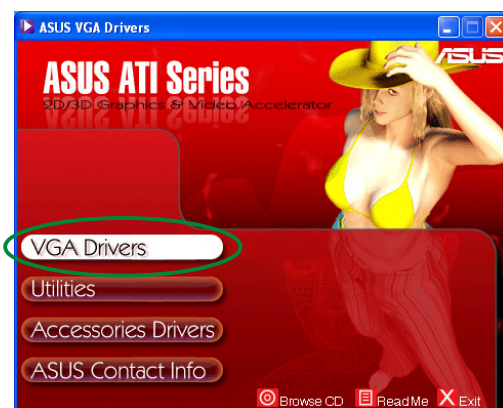 ASUS VGA Drivers
ASUS
ASUS ATI Series
2D/3D Graphics & Video Accelerator
VGA Drivers
Utilities
Accessories Drivers
ASUS Contact Info
Browse CD
ReadMe
Exit